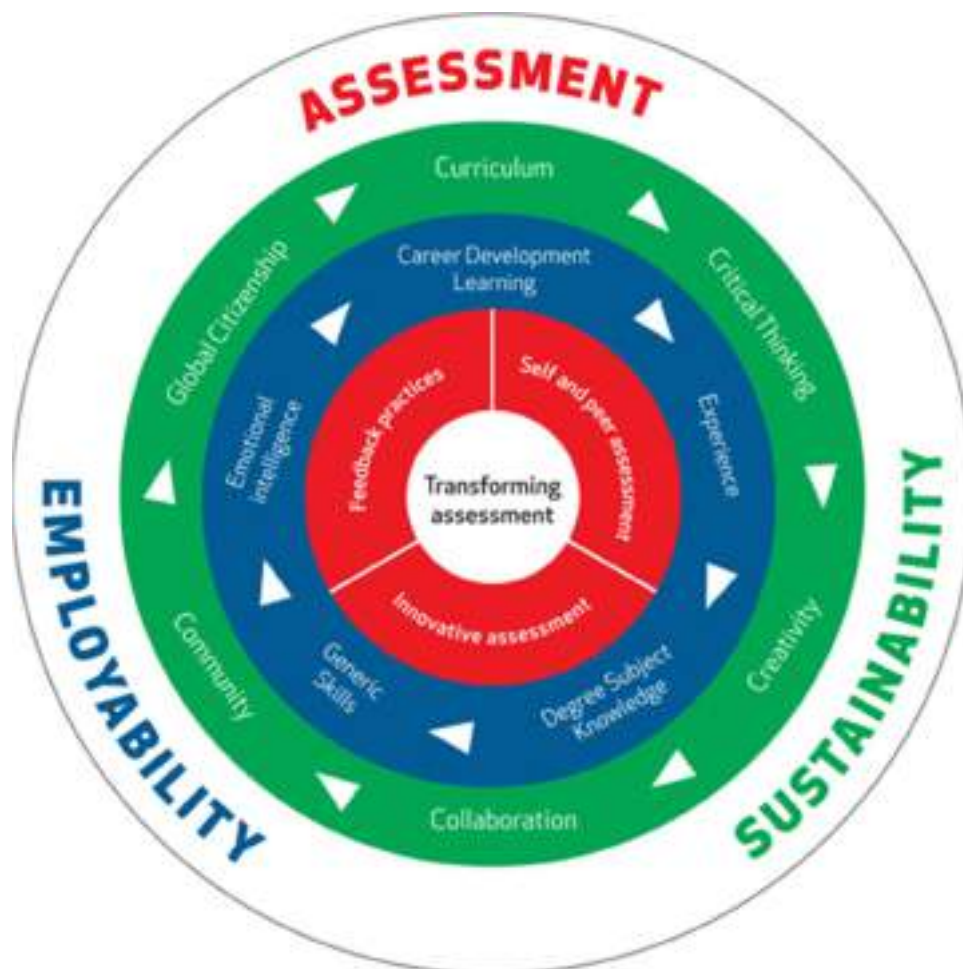 ASSESSMENT
Curriculum
Critical Thinking
Creativity
Collaboration
Community
Global Citizenship
Career Development
Learning
Experience
Degree Subject
Knowledge
Generic
Skills
Emotional
intelligence
Feedback practices
Self and peer assessment
Innovative assessment
Transforming
assessment
EMPLOYABILITY
SUSTAINABILITY